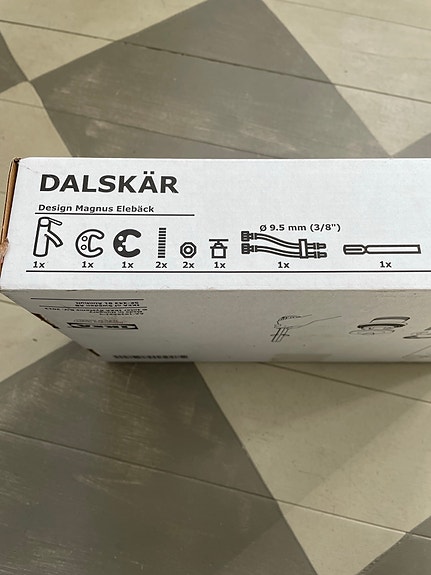 DALSKÄR
Design Magnus Elebäck
Ø 9.5 mm (3/8")
1x 1x 1x 2x 2x 1x 1x 1x